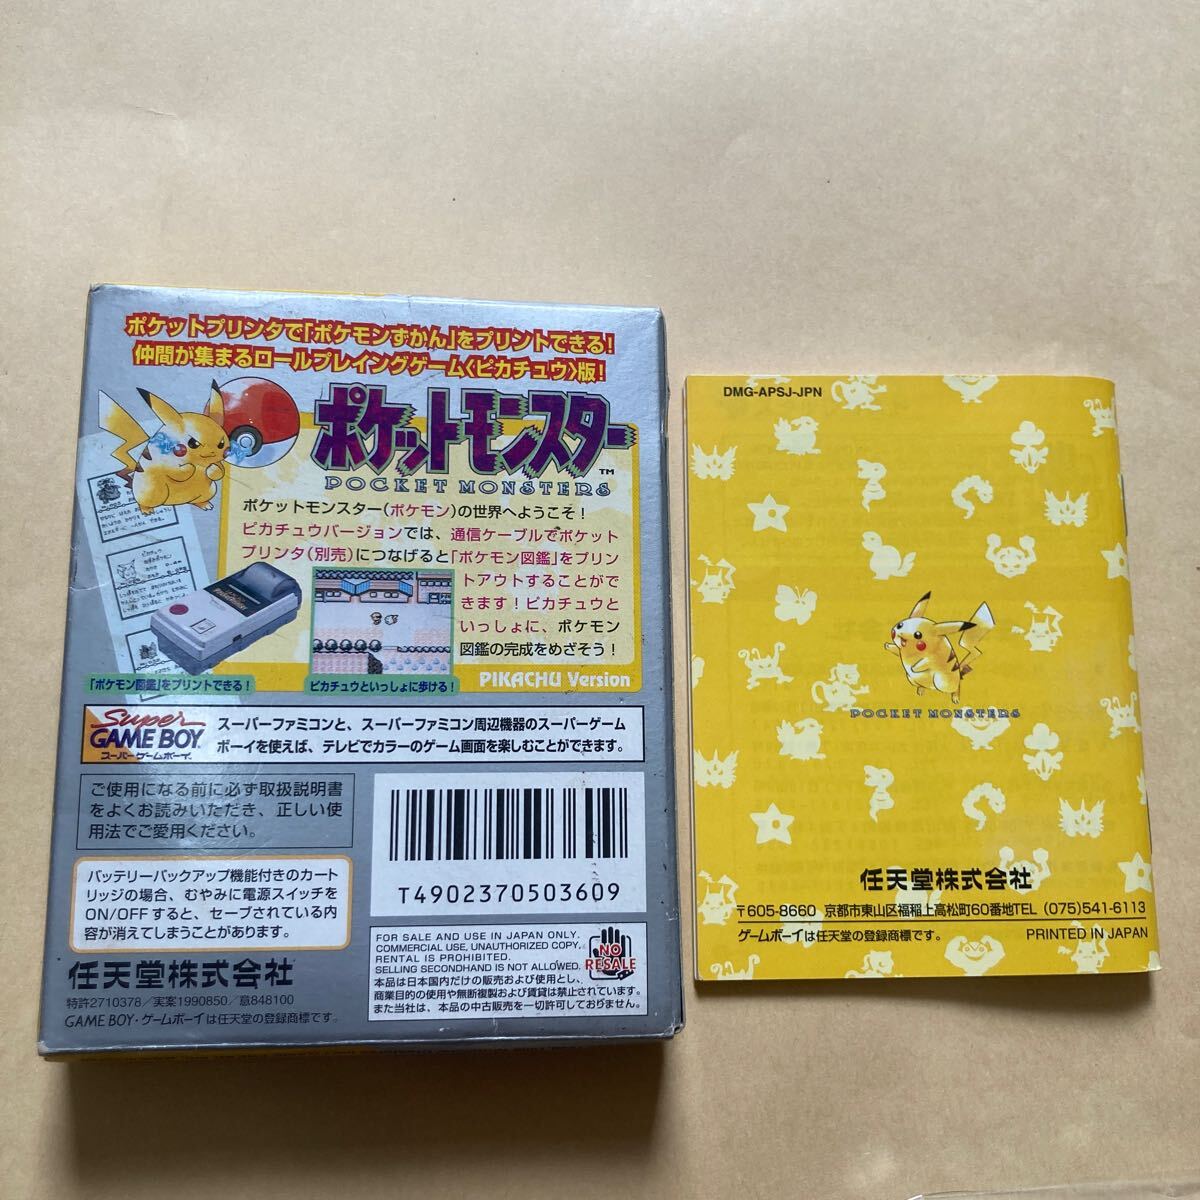 ポケットプリンタで「ポケモンずかん」をプリントできる!
仲間が集まるロールプレイングゲーム〈ピカチュウ〉版!
ポケットモンスター
TM
POCKET MONSTERS
ポケットモンスター(ポケモン)の世界へようこそ!
ピカチュウバージョンでは、通信ケーブルでポケット
プリンタ(別売)につなげると「ポケモン図鑑」をプリン
トアウトすることがで
きます!ピカチュウと
いっしょに、ポケモン
図鑑の完成をめざそう!
「ポケモン図鑑」をプリントできる!
ピカチュウといっしょに歩ける!
PIKACHU Version
Super
GAME BOY
スーパーゲームボーイ
スーパーファミコンと、スーパーファミコン周辺機器のスーパーゲーム
ボーイを使えば、テレビでカラーのゲーム画面を楽しむことができます。
ご使用になる前に必ず取扱説明書
をよくお読みいただき、正しい使
用法でご愛用ください。
バッテリーバックアップ機能付きのカート
リッジの場合、むやみに電源スイッチを
ON/OFFすると、セーブされている内
容が消えてしまうことがあります。
任天堂株式会社
特許2710378/実案1990850/意848100
GAME BOY・ゲームボーイは任天堂の登録商標です。
T4902370503609
FOR SALE AND USE IN JAPAN ONLY.
COMMERCIAL USE, UNAUTHORIZED COPY,
RENTAL IS PROHIBITED.
SELLING SECONDHAND IS NOT ALLOWED.
本品は日本国内だけの販売および使用とし、
商業目的の使用や無断複製および賃貸は禁止されています。
また当社は、本品の中古販売を一切許可しておりません。
NO
RESALE
DMG-APSJ-JPN
POCKET MONSTERS
任天堂株式会社
〒605-8660 京都市東山区福稲上高松町60番地TEL (075)541-6113
ゲームボーイは任天堂の登録商標です。
PRINTED IN JAPAN